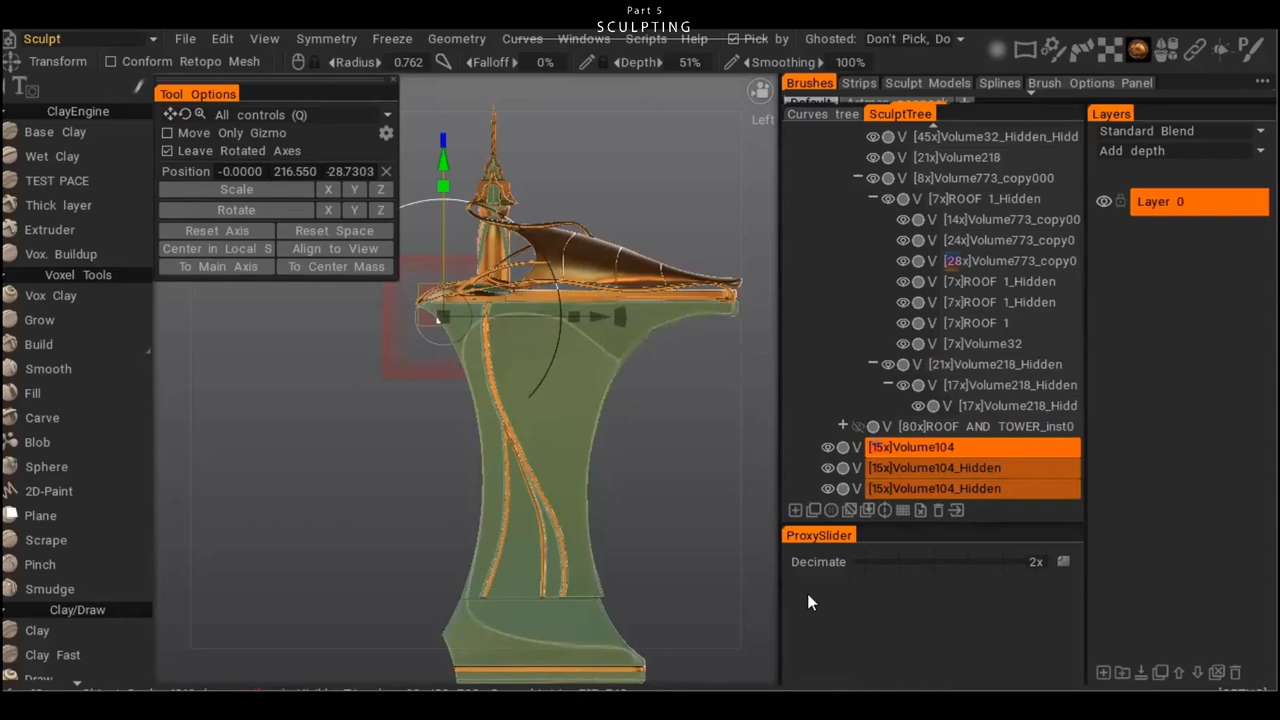 Part 5
SCULPTING
Sculpt File Edit View Symmetry Freeze Geometry Curves Windows Scripts Help Pick by Ghosted: Don't Pick, Do
Transform Conform Retopo Mesh Radius 0.762 Falloff 0% Depth 51% Smoothing 100%
Brushes Strips Sculpt Models Splines Brush Options Panel
Curves tree SculptTree
Layers
Tool Options
All controls (Q)
Move Only Gizmo
Leave Rotated Axes
Position -0.0000 216.550 -28.7303
Scale X Y Z
Rotate X Y Z
Reset Axis Reset Space
Center in Local S Align to View
To Main Axis To Center Mass
Left
ClayEngine
Base Clay
Wet Clay
TEST PACE
Thick layer
Extruder
Vox. Buildup
Voxel Tools
Vox Clay
Grow
Build
Smooth
Fill
Carve
Blob
Sphere
2D-Paint
Plane
Scrape
Pinch
Smudge
Clay/Draw
Clay
Clay Fast
Draw
V [45x]Volume32_Hidden_Hidd
V [21x]Volume218
V [8x]Volume773_copy000
V [7x]ROOF 1_Hidden
V [14x]Volume773_copy00
V [24x]Volume773_copy0
V [28x]Volume773_copy0
V [7x]ROOF 1_Hidden
V [7x]ROOF 1_Hidden
V [7x]ROOF 1
V [7x]Volume32
V [21x]Volume218_Hidden
V [17x]Volume218_Hidden
V [17x]Volume218_Hidd
V [80x]ROOF AND TOWER_inst0
V [15x]Volume104
V [15x]Volume104_Hidden
V [15x]Volume104_Hidden
ProxySlider
Decimate 2x
Standard Blend
Add depth
Layer 0